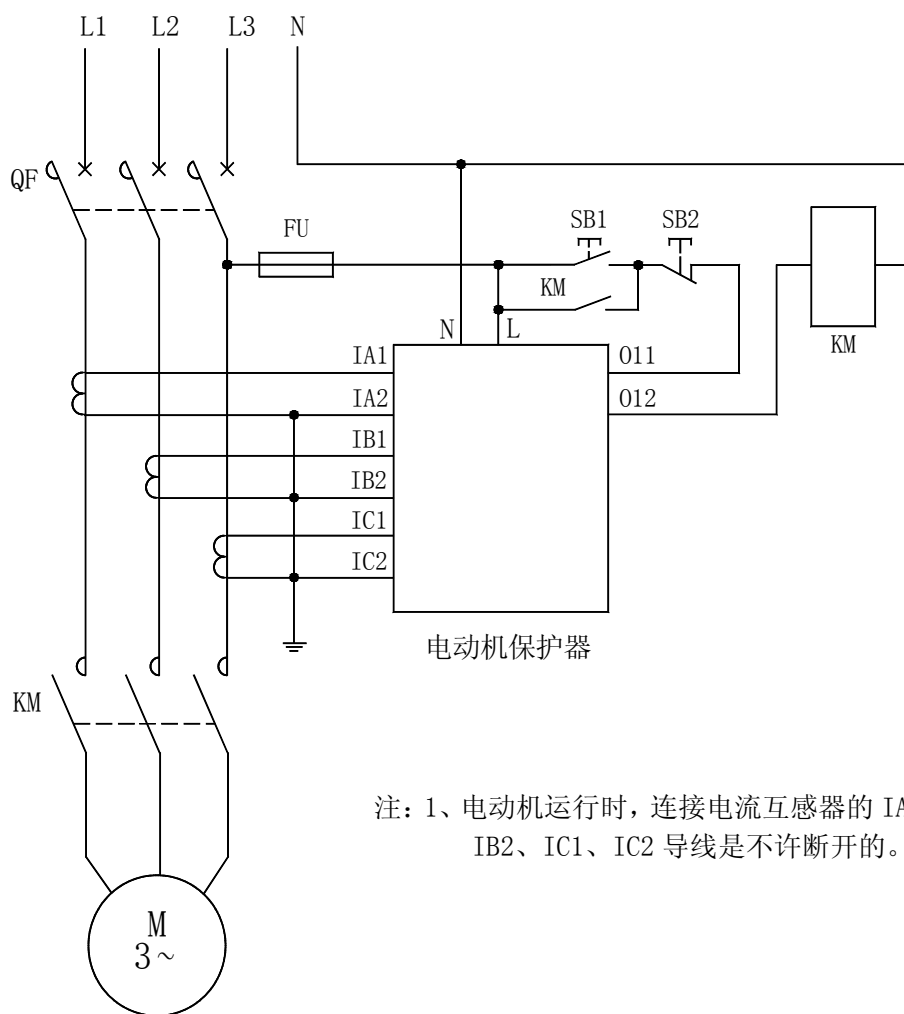 L1 L2 L3 N
QF
FU
SB1 SB2
KM
N L
KM
IA1 O11
IA2 O12
IB1
IB2
IC1
IC2
电动机保护器
KM
M
3~
注: 1、电动机运行时, 连接电流互感器的 IA
IB2、IC1、IC2 导线是不许断开的。